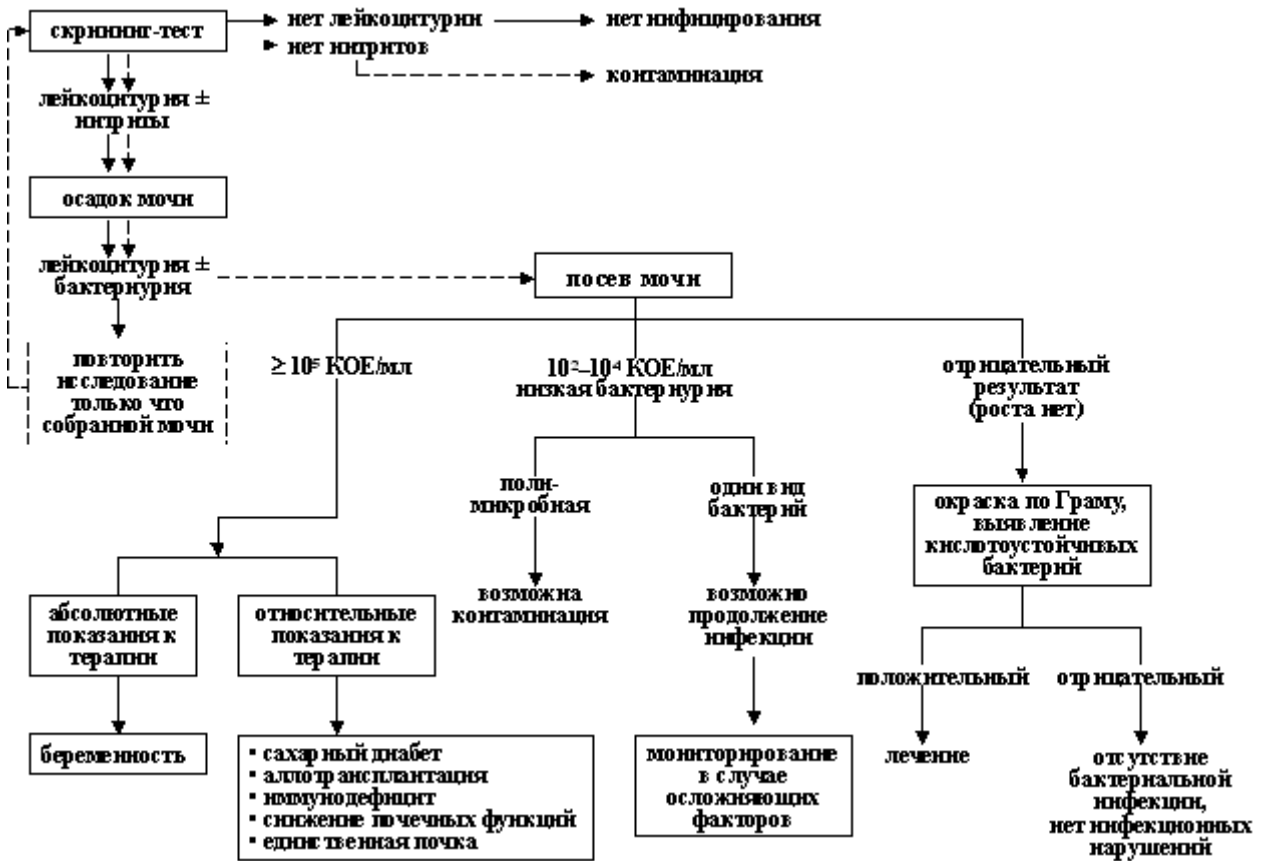 скрининг-тест
нет лейкоцитурии
нет инфицирования
нет нитритов
контаминация
лейкоцитурия ±
нитриты
осадок мочи
лейкоцитурия ±
бактериурия
посев мочи
повторить
исследование
только что
собранной мочи
≥ 10⁵ КОЕ/мл
10²–10⁴ КОЕ/мл
низкая бактериурия
отрицательный
результат
(роста нет)
поли-
микробная
один вид
бактерий
окраска по Граму,
выявление
кислотоустойчивых
бактерий
возможна
контаминация
возможно
продолжение
инфекции
абсолютные
показания к
терапии
относительные
показания к
терапии
положительный
отрицательный
беременность
▪ сахарный диабет
▪ аллотрансплантация
▪ иммунодефицит
▪ снижение почечных функций
▪ единственная почка
мониторирование
в случае
осложняющих
факторов
лечение
отсутствие
бактериальной
инфекции,
нет инфекционных
нарушений